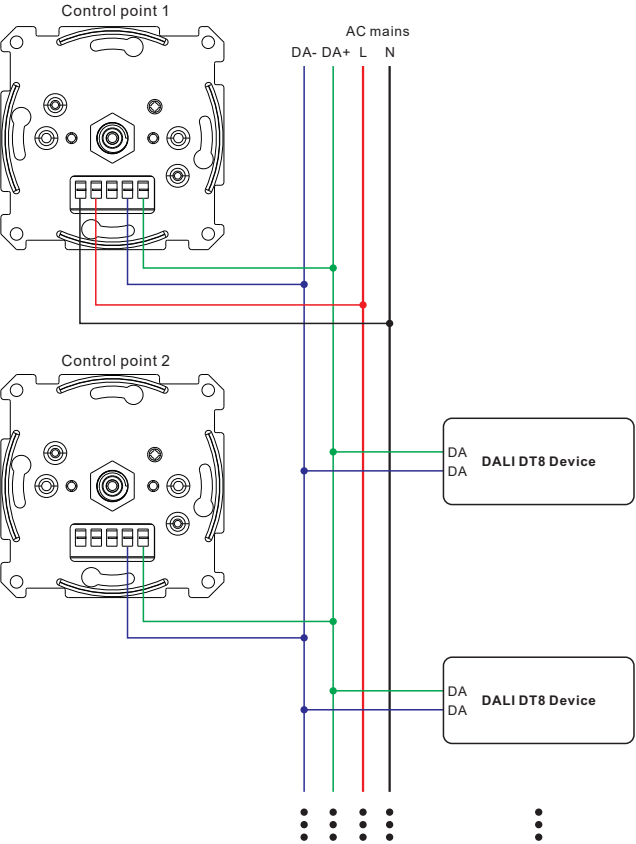 Control point 1
AC mains
DA- DA+ L N
Control point 2
DA
DALI DT8 Device
DA
DA
DALI DT8 Device
DA